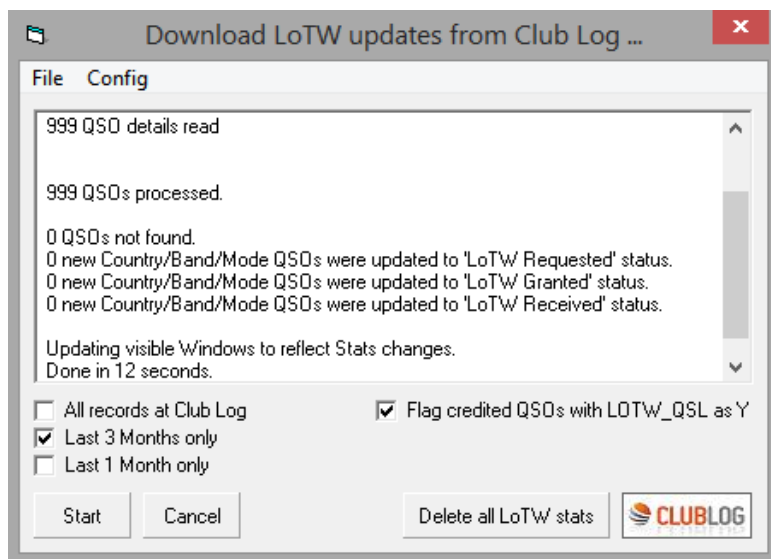 Download LoTW updates from Club Log ...
x
File Config
999 QSO details read
999 QSOs processed.
0 QSOs not found.
0 new Country/Band/Mode QSOs were updated to 'LoTW Requested' status.
0 new Country/Band/Mode QSOs were updated to 'LoTW Granted' status.
0 new Country/Band/Mode QSOs were updated to 'LoTW Received' status.
Updating visible Windows to reflect Stats changes.
Done in 12 seconds.
All records at Club Log Flag credited QSOs with LOTW_QSL as Y
Last 3 Months only
Last 1 Month only
Start Cancel Delete all LoTW stats CLUBLOG